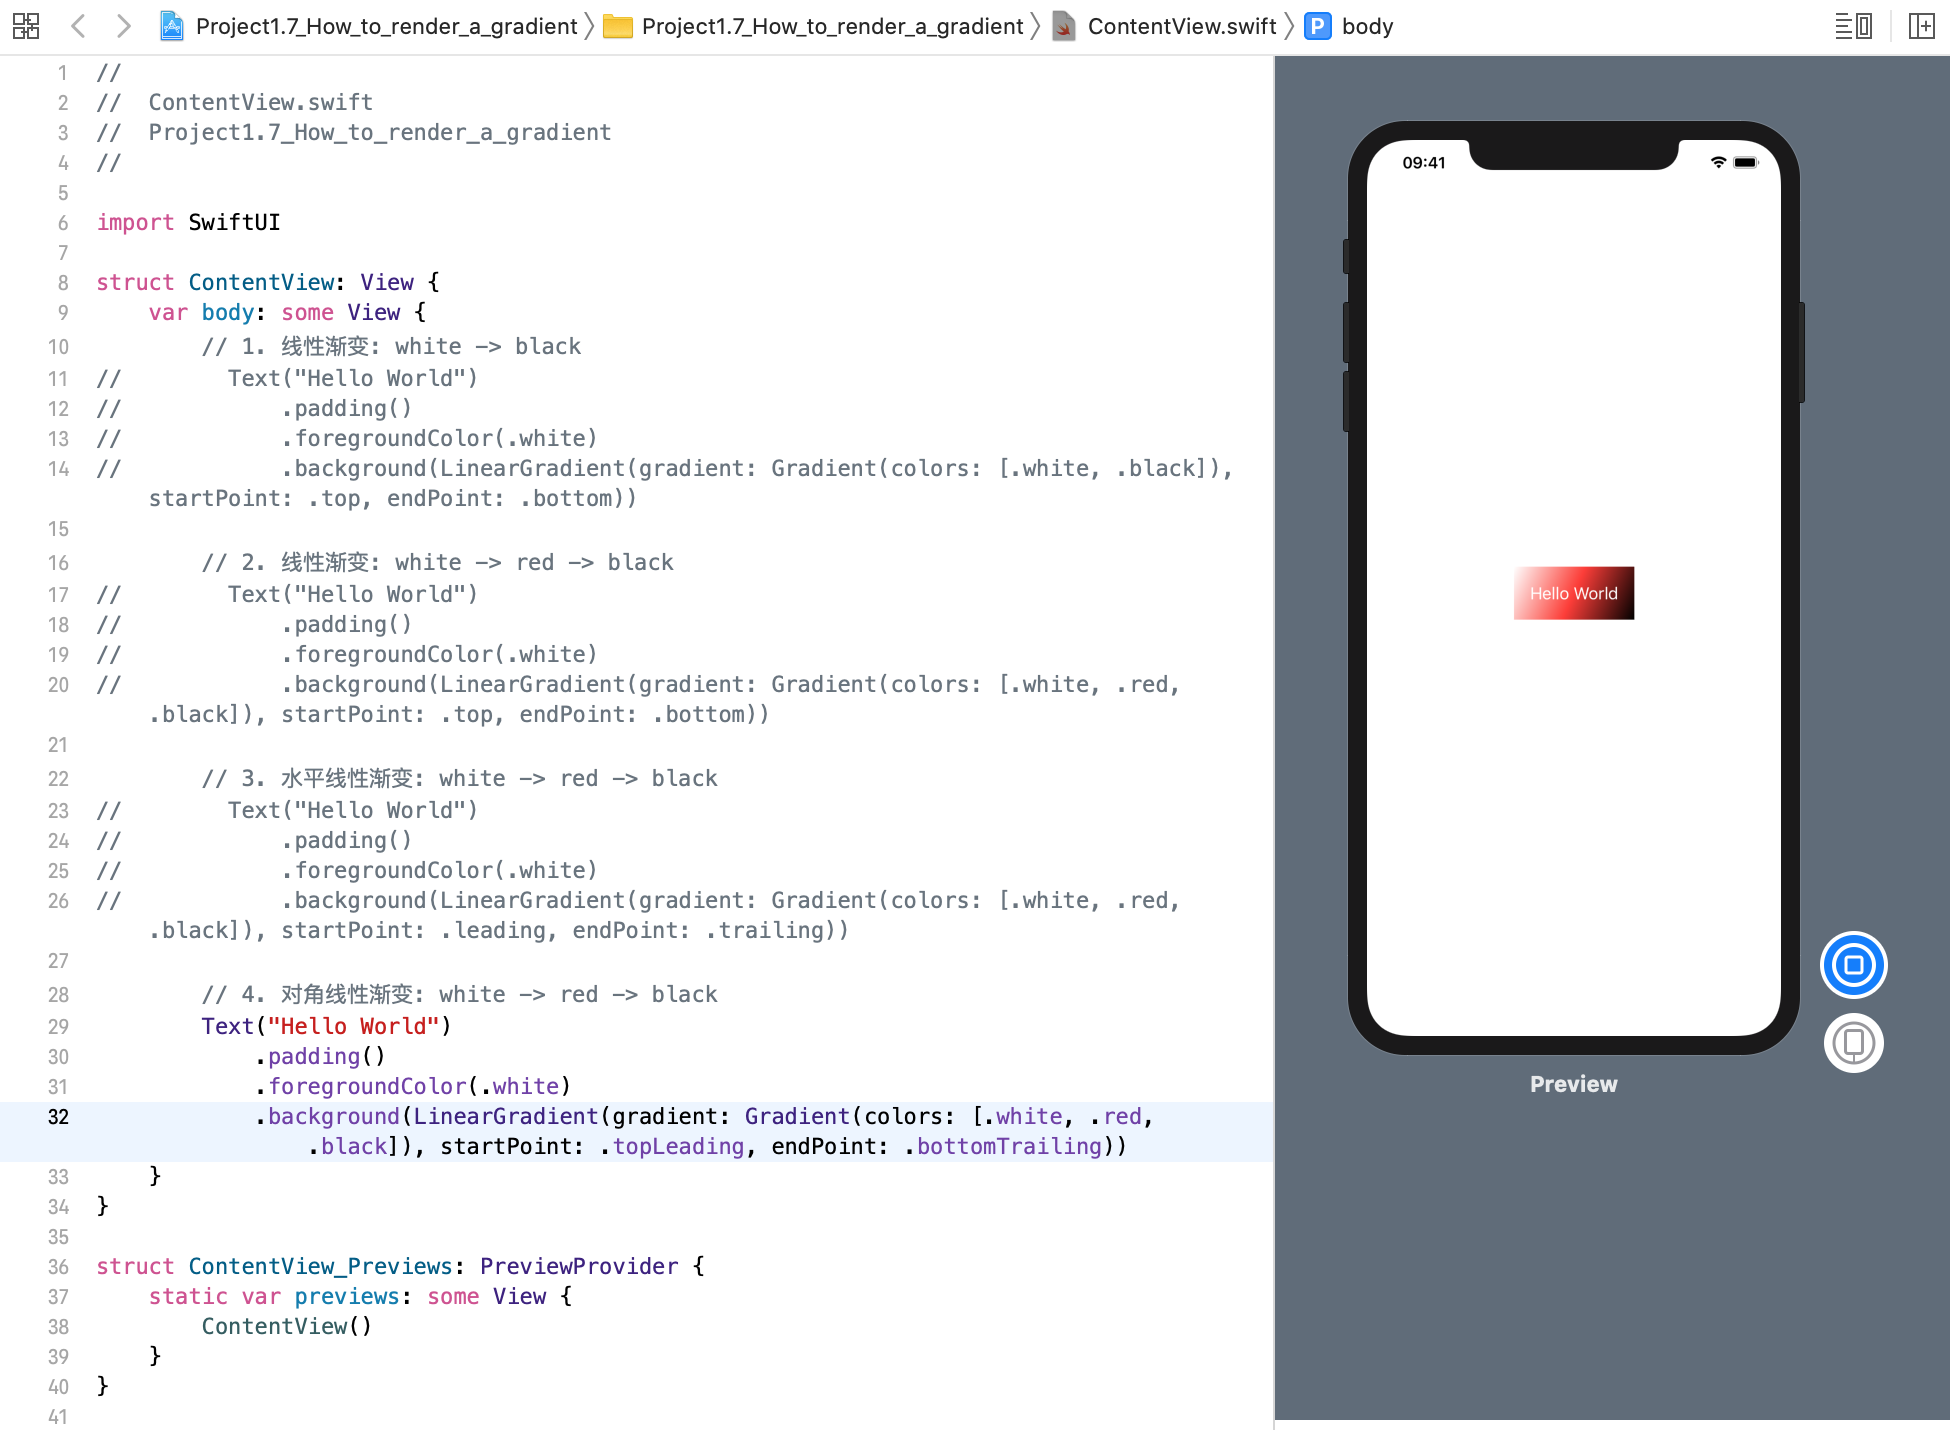 Project1.7_How_to_render_a_gradient Project1.7_How_to_render_a_gradient ContentView.swift P body
1 //
2 //  ContentView.swift
3 //  Project1.7_How_to_render_a_gradient
4 //
5
6 import SwiftUI
7
8 struct ContentView: View {
9     var body: some View {
10         // 1. 线性渐变: white -> black
11 //        Text("Hello World")
12 //            .padding()
13 //            .foregroundColor(.white)
14 //            .background(LinearGradient(gradient: Gradient(colors: [.white, .black]),
startPoint: .top, endPoint: .bottom))
15
16         // 2. 线性渐变: white -> red -> black
17 //        Text("Hello World")
18 //            .padding()
19 //            .foregroundColor(.white)
20 //            .background(LinearGradient(gradient: Gradient(colors: [.white, .red,
.black]), startPoint: .top, endPoint: .bottom))
21
22         // 3. 水平线性渐变: white -> red -> black
23 //        Text("Hello World")
24 //            .padding()
25 //            .foregroundColor(.white)
26 //            .background(LinearGradient(gradient: Gradient(colors: [.white, .red,
.black]), startPoint: .leading, endPoint: .trailing))
27
28         // 4. 对角线性渐变: white -> red -> black
29         Text("Hello World")
30             .padding()
31             .foregroundColor(.white)
32             .background(LinearGradient(gradient: Gradient(colors: [.white, .red,
.black]), startPoint: .topLeading, endPoint: .bottomTrailing))
33     }
34 }
35
36 struct ContentView_Previews: PreviewProvider {
37     static var previews: some View {
38         ContentView()
39     }
40 }
41
09:41
Hello World
Preview